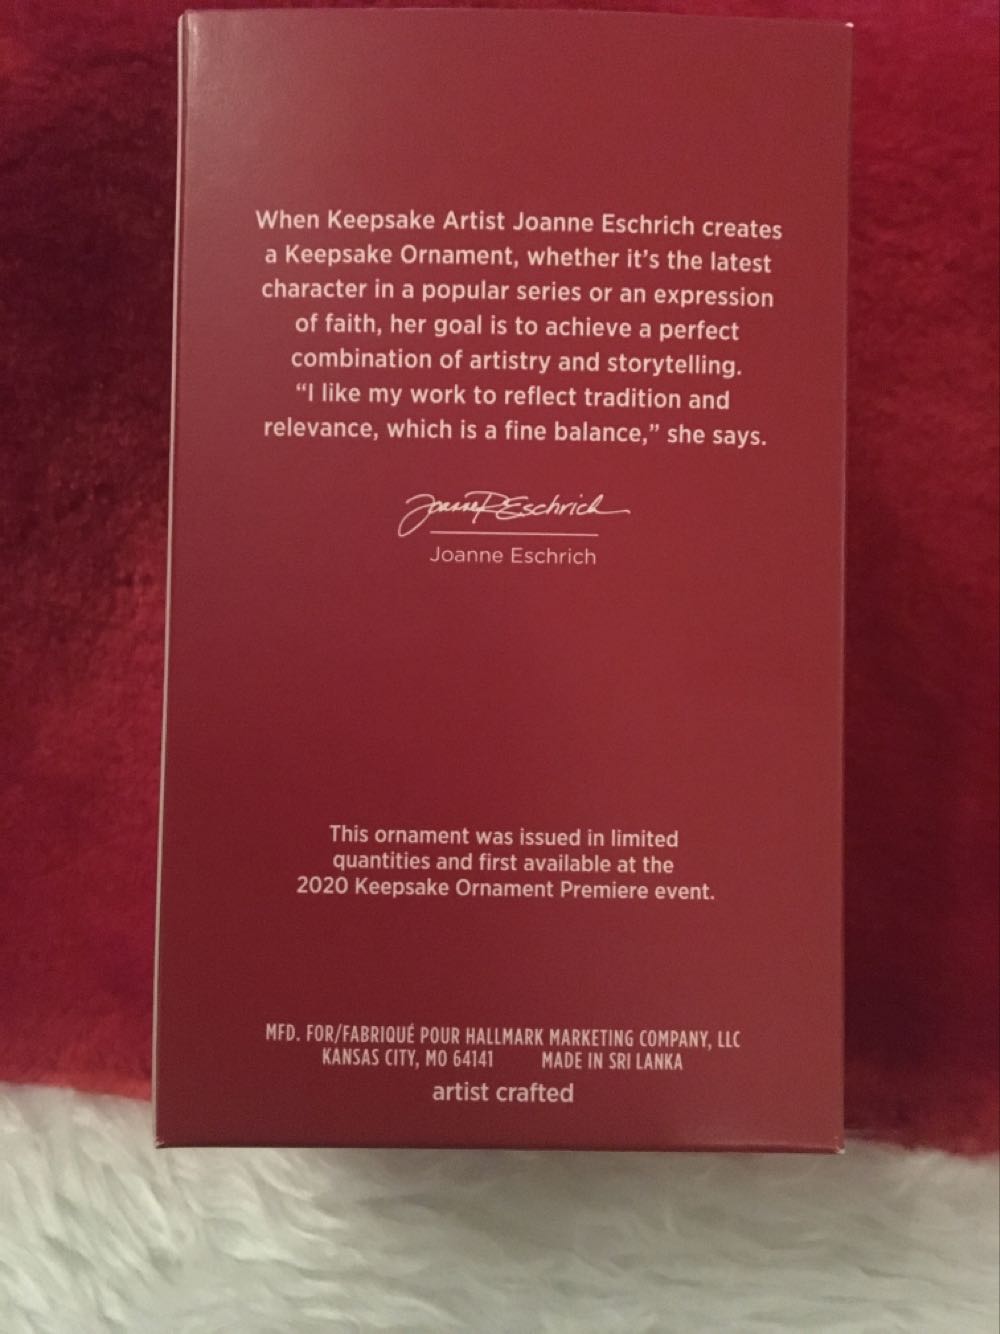 When Keepsake Artist Joanne Eschrich creates
a Keepsake Ornament, whether it's the latest
character in a popular series or an expression
of faith, her goal is to achieve a perfect
combination of artistry and storytelling.
“I like my work to reflect tradition and
relevance, which is a fine balance,” she says.
Joanne Eschrich
Joanne Eschrich
This ornament was issued in limited
quantities and first available at the
2020 Keepsake Ornament Premiere event.
MFD. FOR/FABRIQUÉ POUR HALLMARK MARKETING COMPANY, LLC
KANSAS CITY, MO 64141 MADE IN SRI LANKA
artist crafted